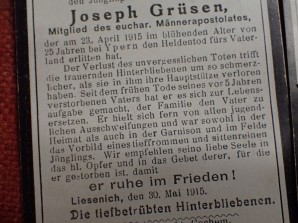 Joseph Grüsen,
Mitglied des euchar. Männerapostolates,
der am 23. April 1915 im blühenden Alter von
25 Jahren bei Ypern den Heldentod fürs Vater-
land erlitten hat.
Der Verlust des unvergesslichen Toten trifft
die trauernden Hinterbliebenen um so schmerz-
licher, als sie in ihm ihre Hauptstütze verloren
haben. Seit dem frühen Tode seines vor 5 Jahren
verstorbenen Vaters hat er es sich zur Lebens-
aufgabe gemacht, der Familie den Vater zu
ersetzen. Er hielt sich fern von allen jugend-
lichen Ausschweifungen und war sowohl in der
Heimat als auch in der Garnison und im Felde
das Vorbild eines tieffrommen und sittenreinen
Jünglings. Wir empfehlen seine liebe Seele in
das hl. Opfer und in das Gebet derer, für die
er gestorben ist, damit
er ruhe im Frieden!
Liesenich, den 30. Mai 1915.
Die tiefbetrübten Hinterbliebenen.